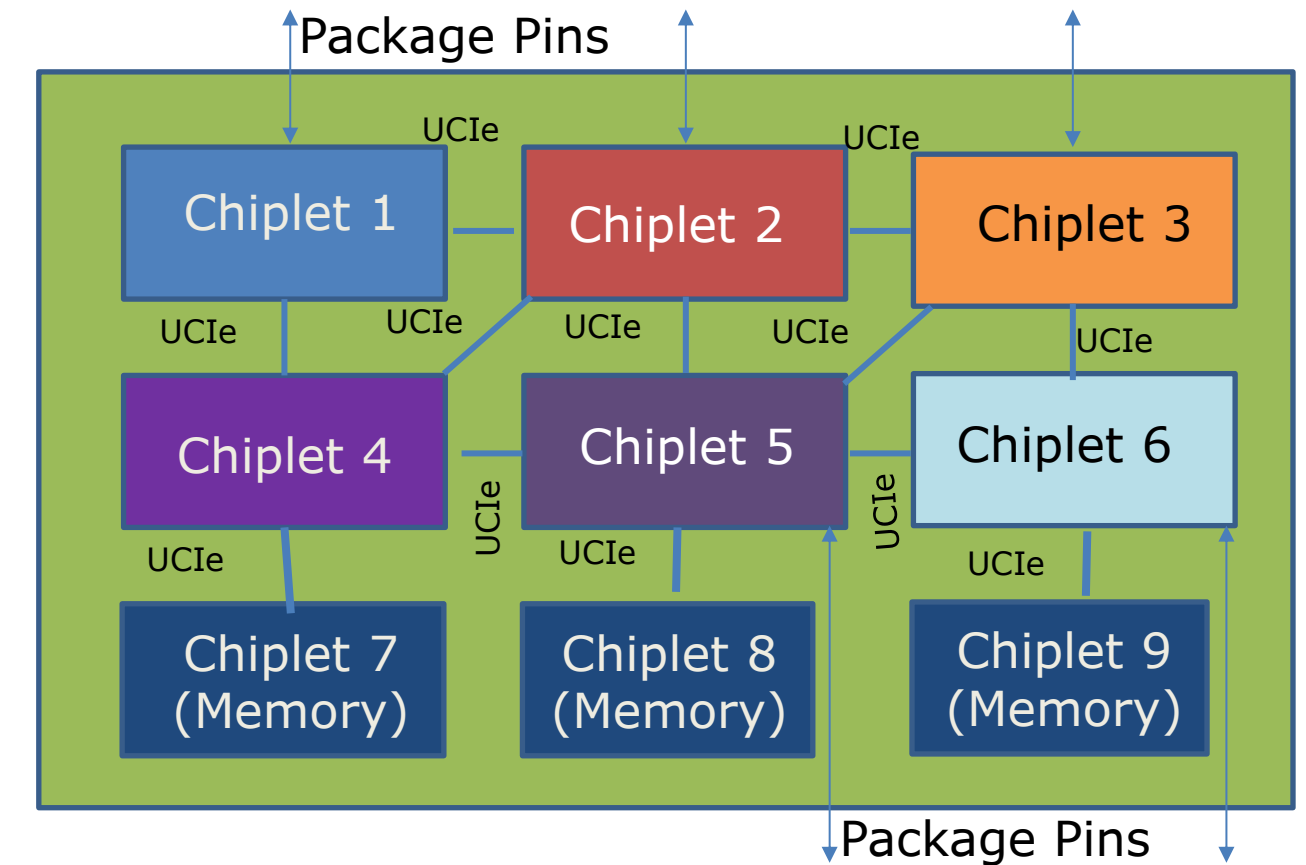 Package Pins
UCIe
UCIe
Chiplet 1
Chiplet 2
Chiplet 3
UCIe
UCIe
UCIe
UCIe
UCIe
Chiplet 4
Chiplet 5
Chiplet 6
UCIe
UCIe
UCIe
UCIe
UCIe
Chiplet 7
(Memory)
Chiplet 8
(Memory)
Chiplet 9
(Memory)
Package Pins